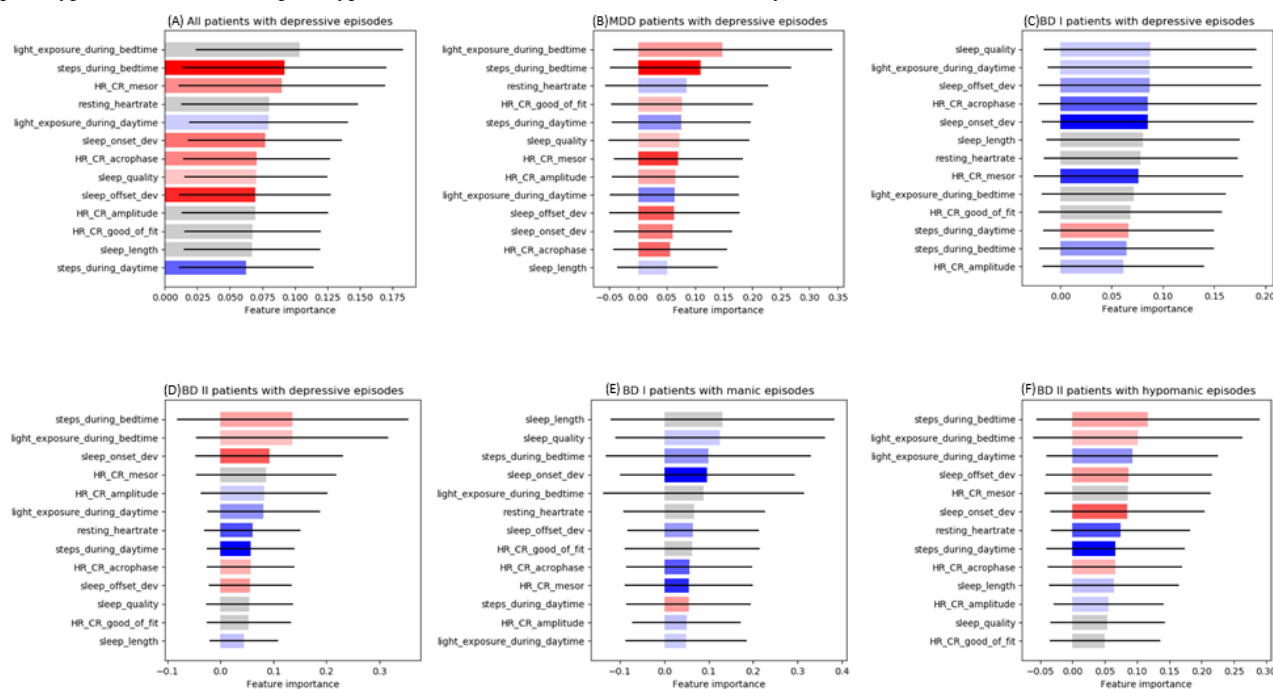 (A) All patients with depressive episodes
light_exposure_during_bedtime
steps_during_bedtime
HR_CR_mesor
resting_heartrate
light_exposure_during_daytime
sleep_onset_dev
HR_CR_acrophase
sleep_quality
sleep_offset_dev
HR_CR_amplitude
HR_CR_good_of_fit
sleep_length
steps_during_daytime
0.000 0.025 0.050 0.075 0.100 0.125 0.150 0.175
Feature importance
(B) MDD patients with depressive episodes
light_exposure_during_bedtime
steps_during_bedtime
resting_heartrate
HR_CR_good_of_fit
steps_during_daytime
sleep_quality
HR_CR_mesor
HR_CR_amplitude
light_exposure_during_daytime
sleep_offset_dev
sleep_onset_dev
HR_CR_acrophase
sleep_length
−0.05 0.00 0.05 0.10 0.15 0.20 0.25 0.30 0.35
Feature importance
(C) BD I patients with depressive episodes
sleep_quality
light_exposure_during_daytime
sleep_offset_dev
HR_CR_acrophase
sleep_onset_dev
sleep_length
resting_heartrate
HR_CR_mesor
light_exposure_during_bedtime
HR_CR_good_of_fit
steps_during_daytime
steps_during_bedtime
HR_CR_amplitude
0.00 0.05 0.10 0.15 0.20
Feature importance
(D) BD II patients with depressive episodes
steps_during_bedtime
light_exposure_during_bedtime
sleep_onset_dev
HR_CR_mesor
HR_CR_amplitude
light_exposure_during_daytime
resting_heartrate
steps_during_daytime
HR_CR_acrophase
sleep_offset_dev
sleep_quality
HR_CR_good_of_fit
sleep_length
−0.1 0.0 0.1 0.2 0.3
Feature importance
(E) BD I patients with manic episodes
sleep_length
sleep_quality
steps_during_bedtime
sleep_onset_dev
light_exposure_during_bedtime
resting_heartrate
sleep_offset_dev
HR_CR_good_of_fit
HR_CR_acrophase
HR_CR_mesor
steps_during_daytime
HR_CR_amplitude
light_exposure_during_daytime
−0.1 0.0 0.1 0.2 0.3 0.4
Feature importance
(F) BD II patients with hypomanic episodes
steps_during_bedtime
light_exposure_during_bedtime
light_exposure_during_daytime
sleep_offset_dev
HR_CR_mesor
sleep_onset_dev
resting_heartrate
steps_during_daytime
HR_CR_acrophase
sleep_length
HR_CR_amplitude
sleep_quality
HR_CR_good_of_fit
−0.05 0.00 0.05 0.10 0.15 0.20 0.25 0.30
Feature importance